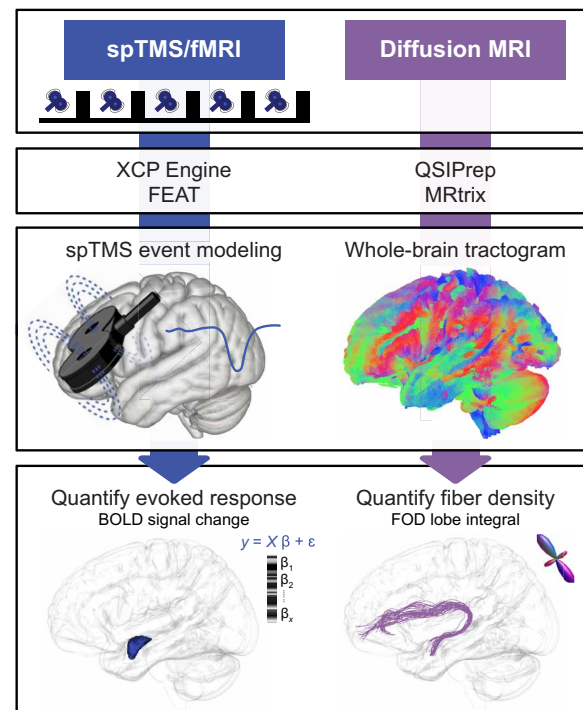 spTMS/fMRI
Diffusion MRI
XCP Engine
FEAT
QSIPrep
MRtrix
spTMS event modeling
Whole-brain tractogram
Quantify evoked response
BOLD signal change
y = X β + ε
β1
β2
βx
Quantify fiber density
FOD lobe integral